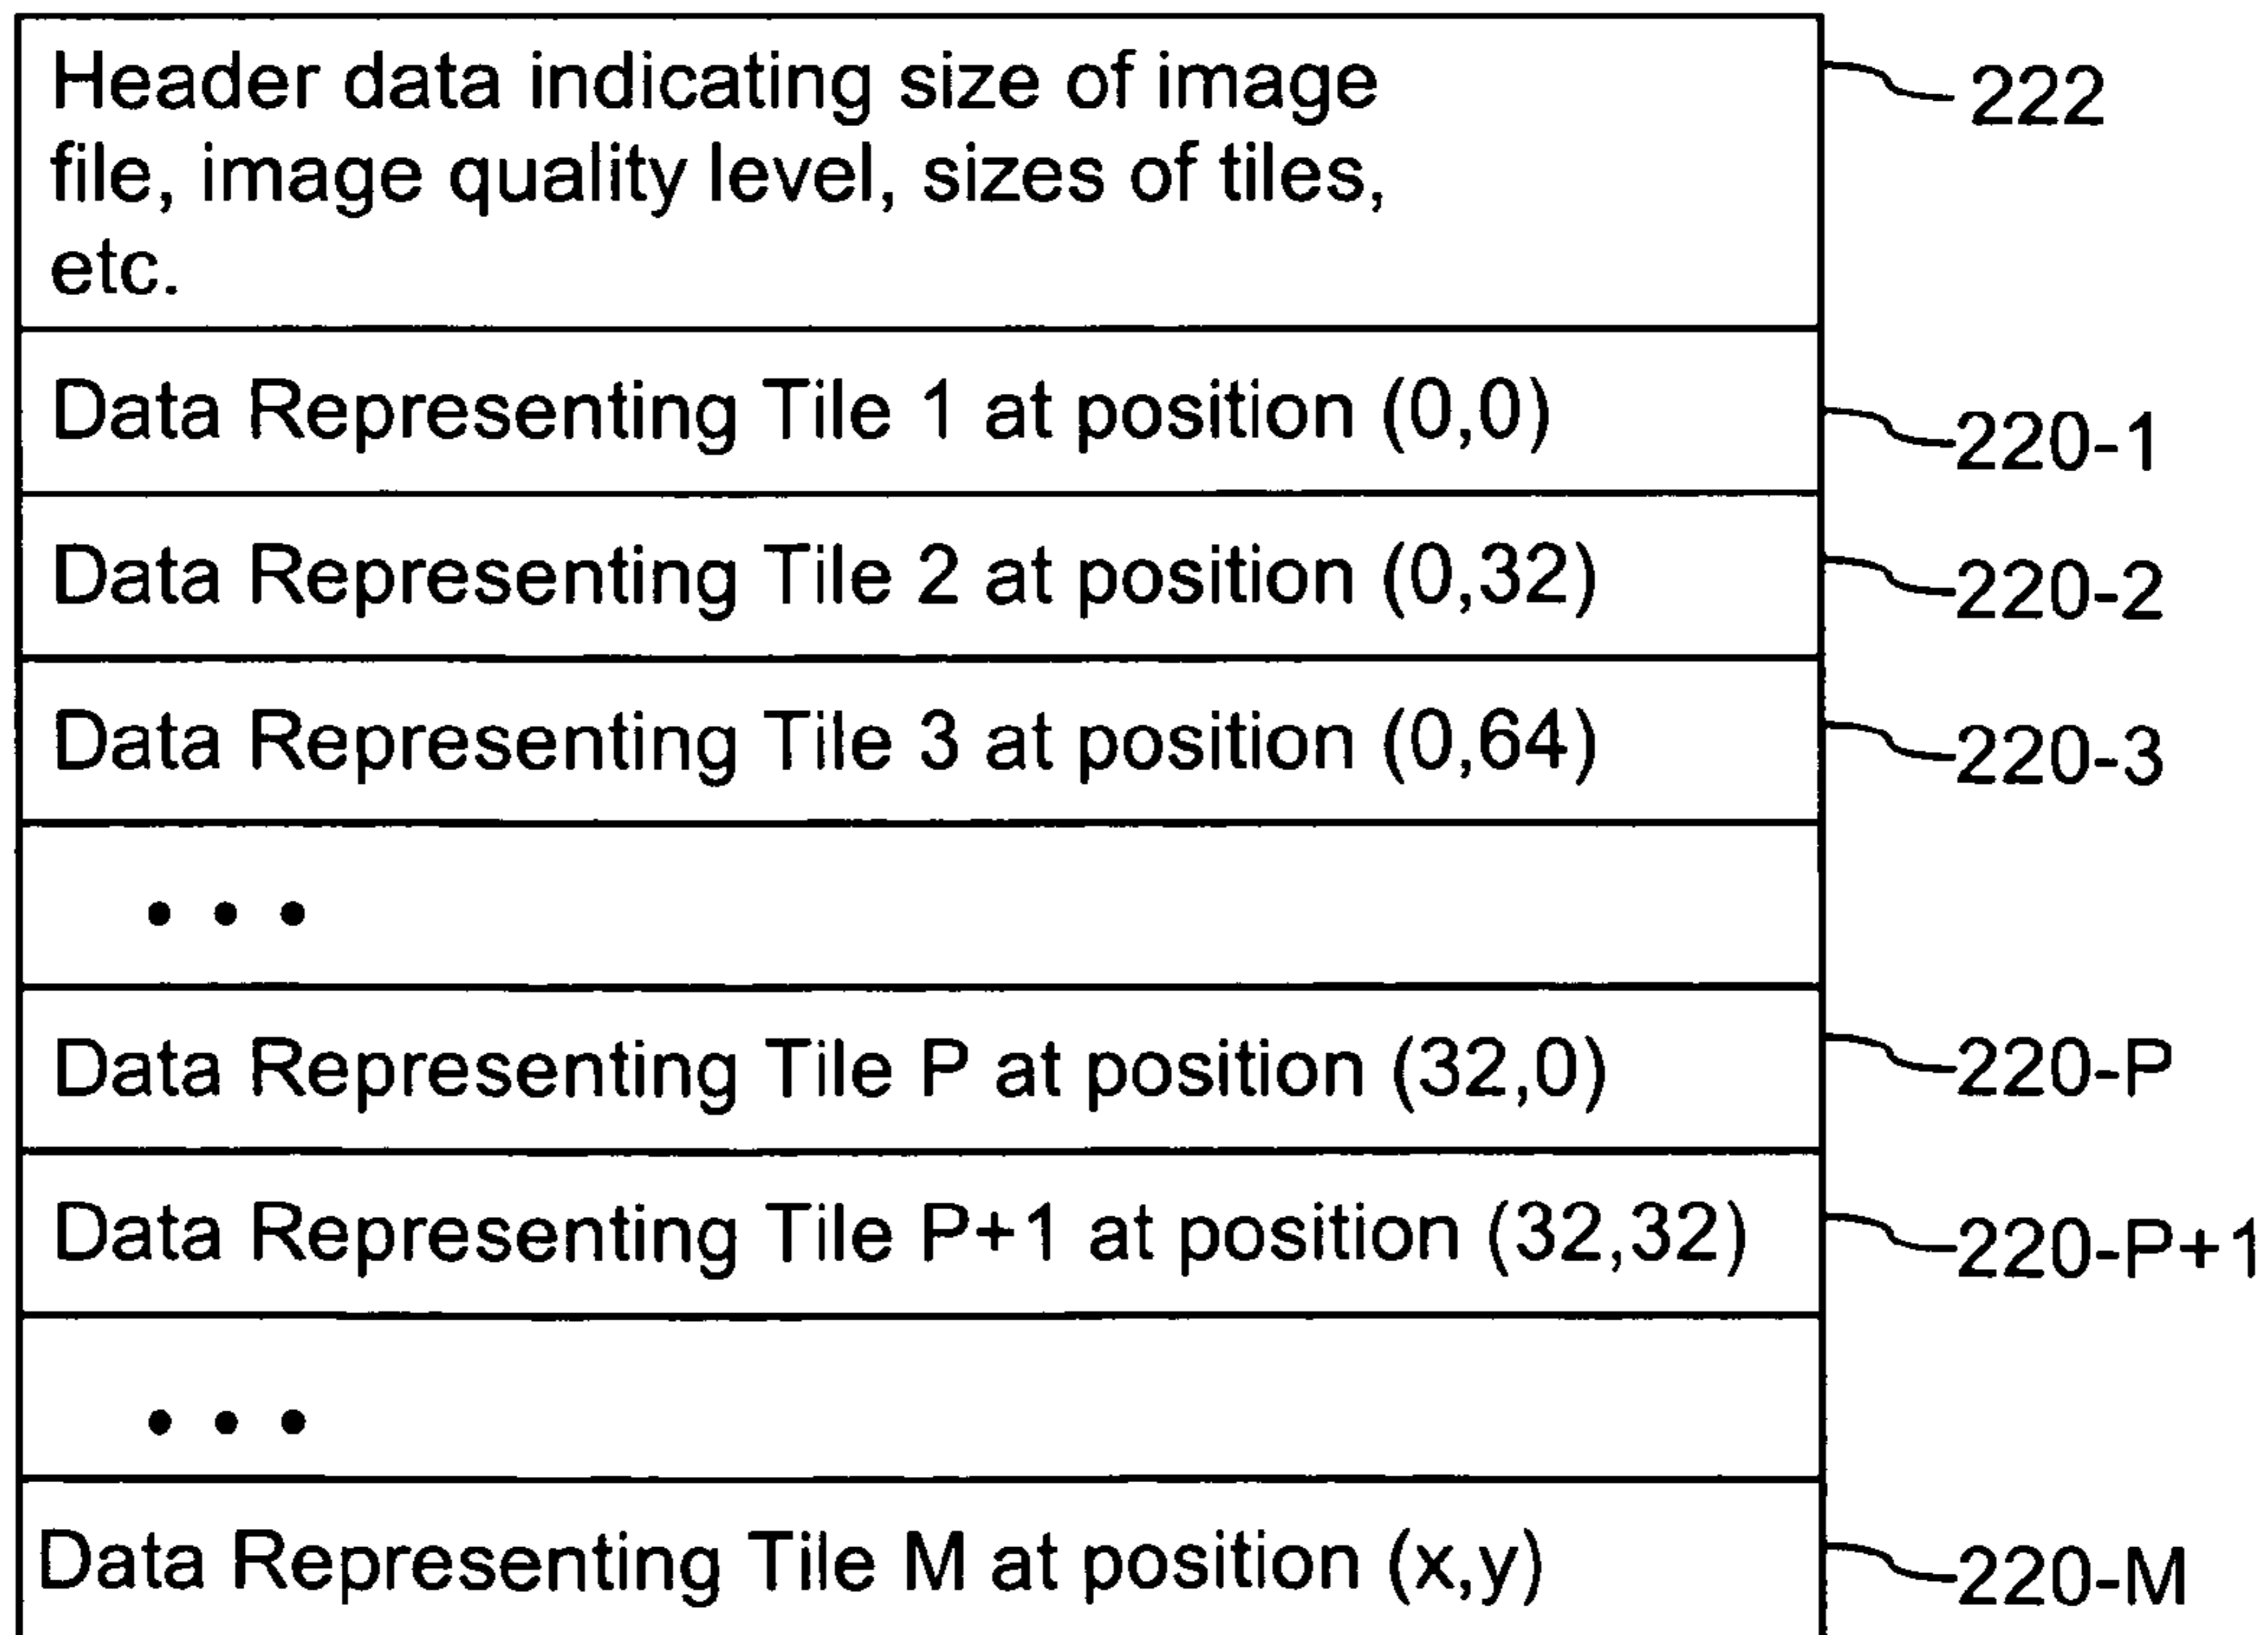 Header data indicating size of image
file, image quality level, sizes of tiles,
etc.
222
Data Representing Tile 1 at position (0,0)
220-1
Data Representing Tile 2 at position (0,32)
220-2
Data Representing Tile 3 at position (0,64)
220-3
• • •
Data Representing Tile P at position (32,0)
220-P
Data Representing Tile P+1 at position (32,32)
220-P+1
• • •
Data Representing Tile M at position (x,y)
220-M